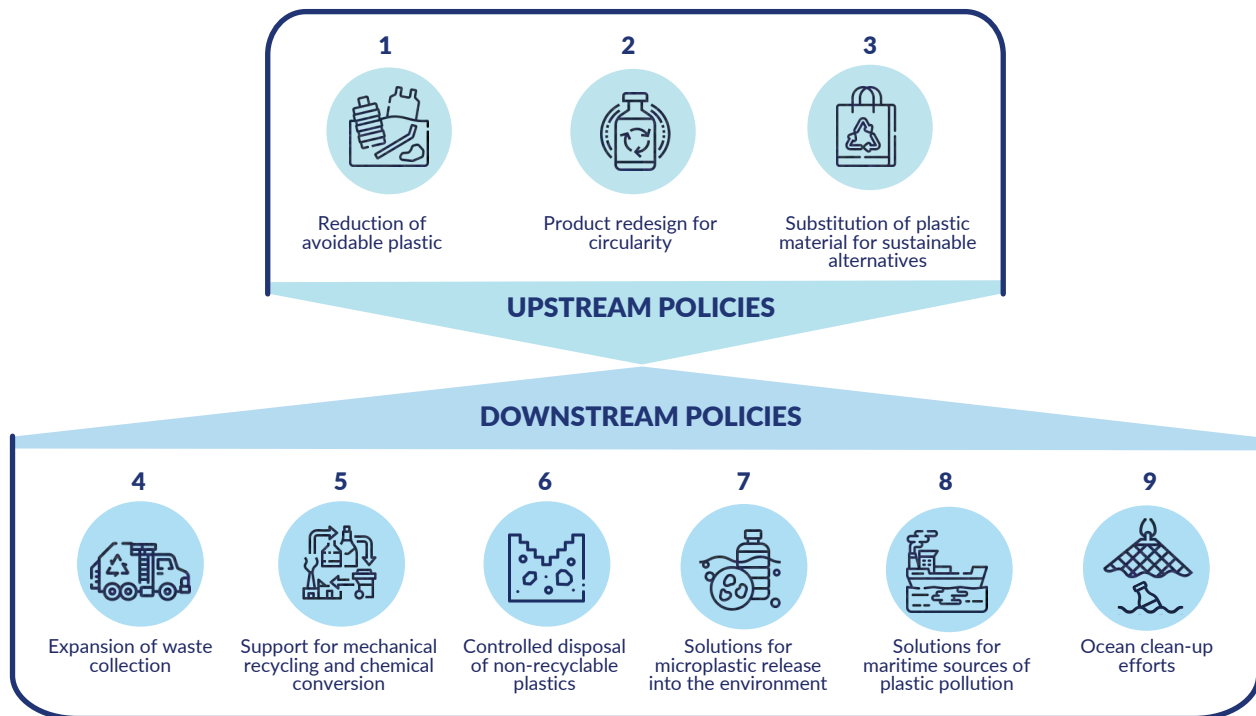 1
2
3
Reduction of
avoidable plastic
Product redesign for
circularity
Substitution of plastic
material for sustainable
alternatives
UPSTREAM POLICIES
DOWNSTREAM POLICIES
4
5
6
7
8
9
Expansion of waste
collection
Support for mechanical
recycling and chemical
conversion
Controlled disposal
of non-recyclable
plastics
Solutions for
microplastic release
into the environment
Solutions for
maritime sources of
plastic pollution
Ocean clean-up
efforts